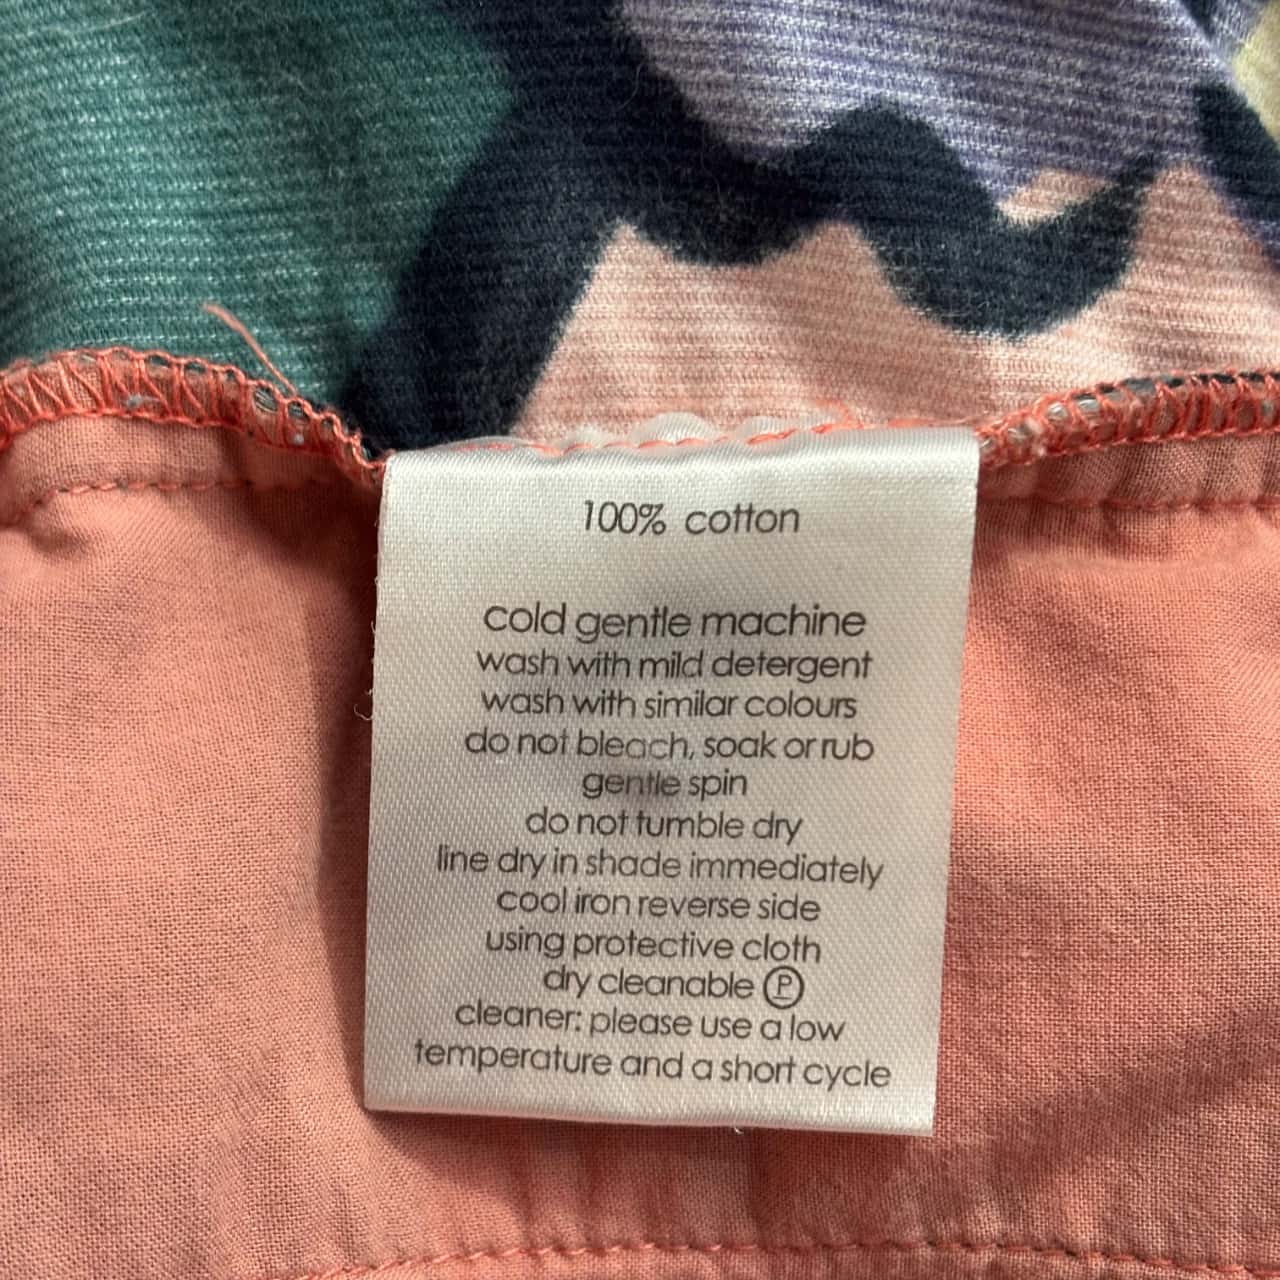 100% cotton
cold gentle machine
wash with mild detergent
wash with similar colours
do not bleach, soak or rub
gentle spin
do not tumble dry
line dry in shade immediately
cool iron reverse side
using protective cloth
dry cleanable P
cleaner: please use a low
temperature and a short cycle